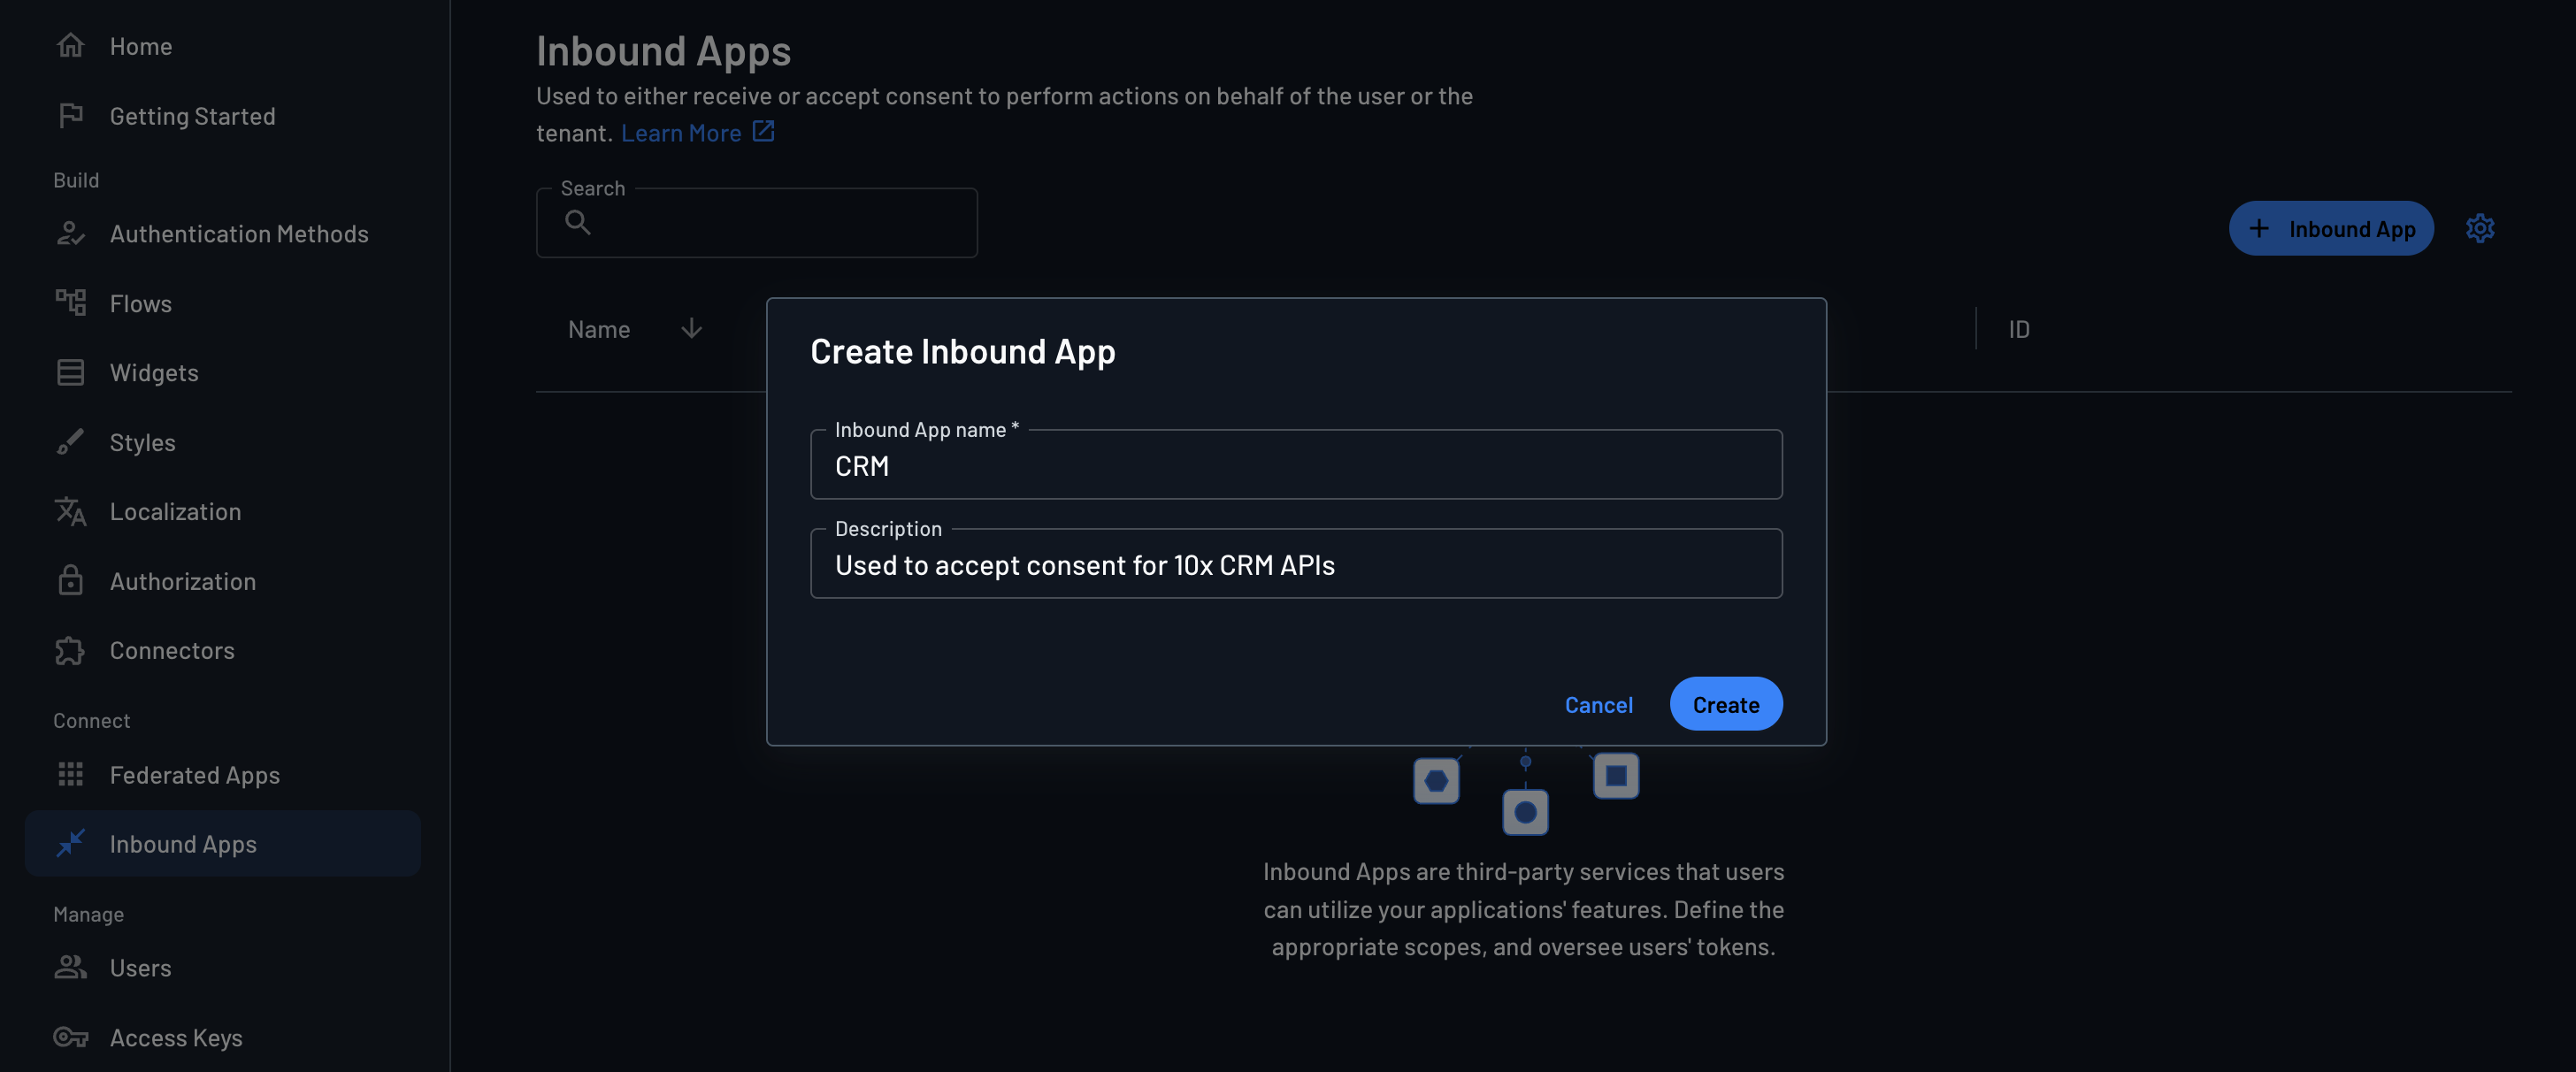 Home
Getting Started
Build
Authentication Methods
Flows
Widgets
Styles
Localization
Authorization
Connectors
Connect
Federated Apps
Inbound Apps
Manage
Users
Access Keys
Inbound Apps
Used to either receive or accept consent to perform actions on behalf of the user or the
tenant. Learn More
Search
+ Inbound App
Name
ID
Create Inbound App
Inbound App name *
CRM
Description
Used to accept consent for 10x CRM APIs
Cancel
Create
Inbound Apps are third-party services that users
can utilize your applications' features. Define the
appropriate scopes, and oversee users' tokens.